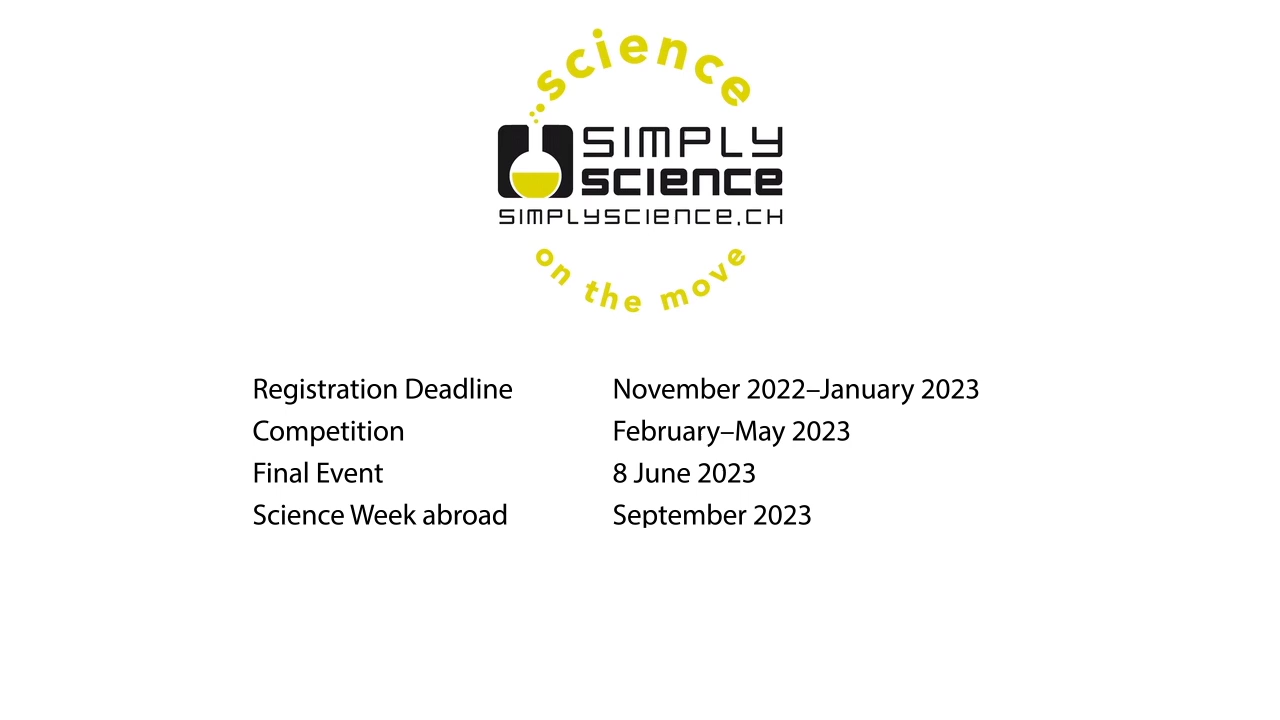 science
SIMPLY
SCIENCE
SIMPLYSCIENCE.CH
on the move
Registration Deadline November 2022–January 2023
Competition February–May 2023
Final Event 8 June 2023
Science Week abroad September 2023